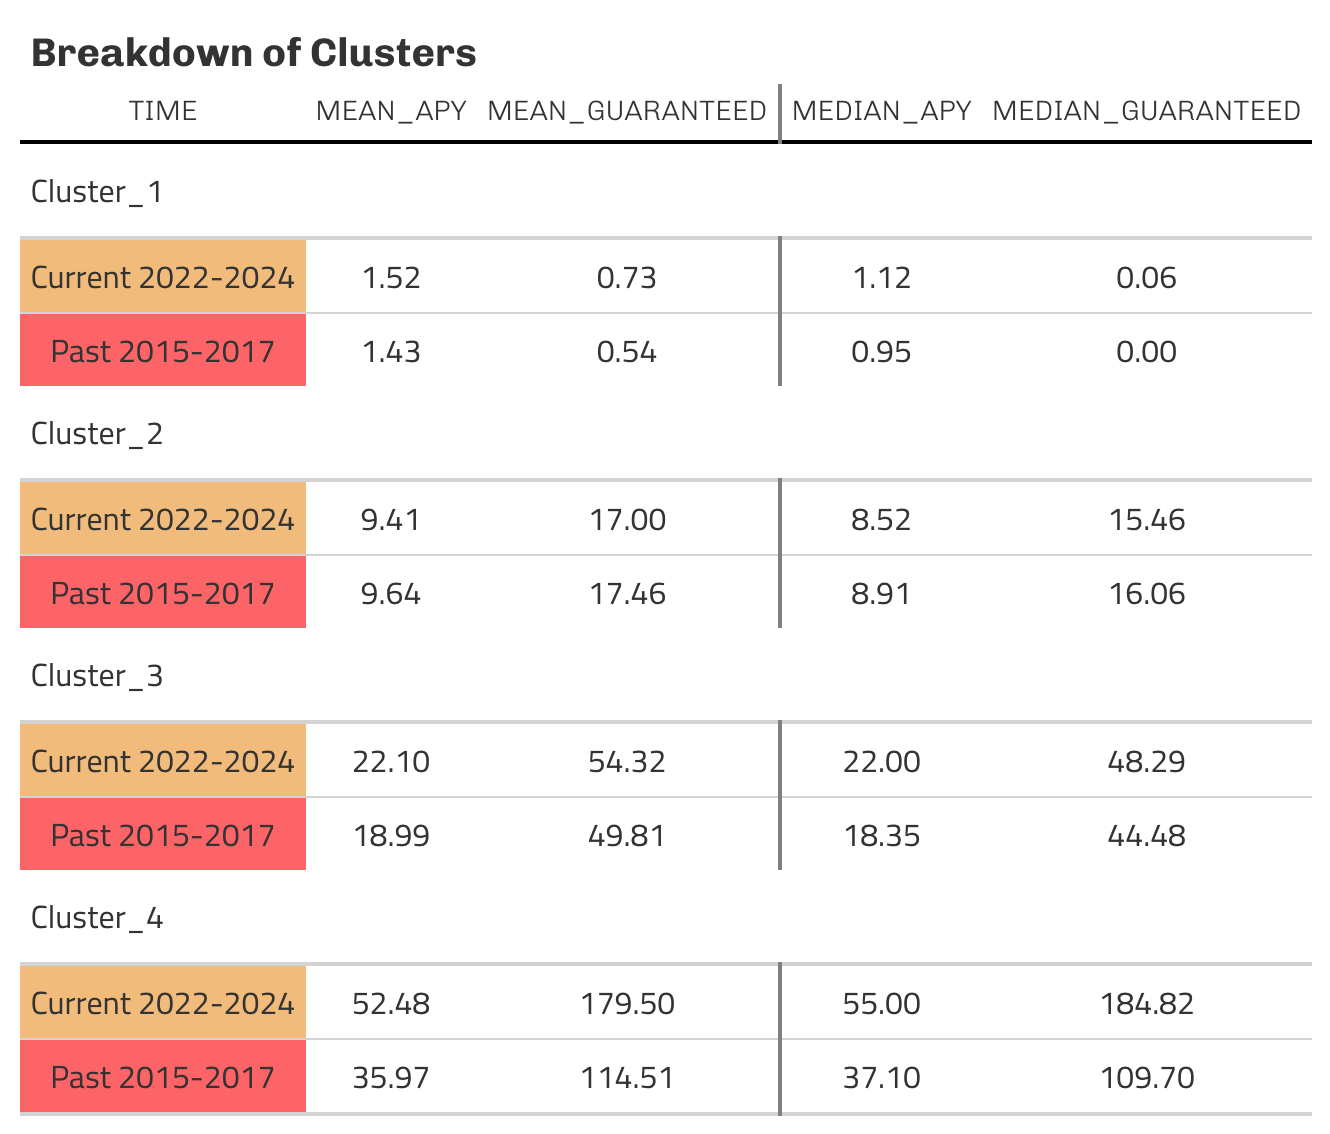 Breakdown of Clusters
TIME MEAN_APY MEAN_GUARANTEED MEDIAN_APY MEDIAN_GUARANTEED
Cluster_1
Current 2022-2024 1.52 0.73 1.12 0.06
Past 2015-2017 1.43 0.54 0.95 0.00
Cluster_2
Current 2022-2024 9.41 17.00 8.52 15.46
Past 2015-2017 9.64 17.46 8.91 16.06
Cluster_3
Current 2022-2024 22.10 54.32 22.00 48.29
Past 2015-2017 18.99 49.81 18.35 44.48
Cluster_4
Current 2022-2024 52.48 179.50 55.00 184.82
Past 2015-2017 35.97 114.51 37.10 109.70